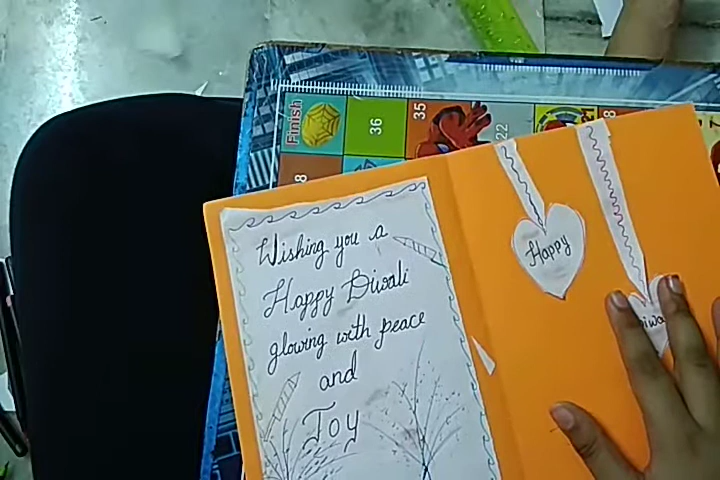 Wishing you a
Happy Diwali
glowing with peace
and
Joy
Happy
Finish
36
35
22